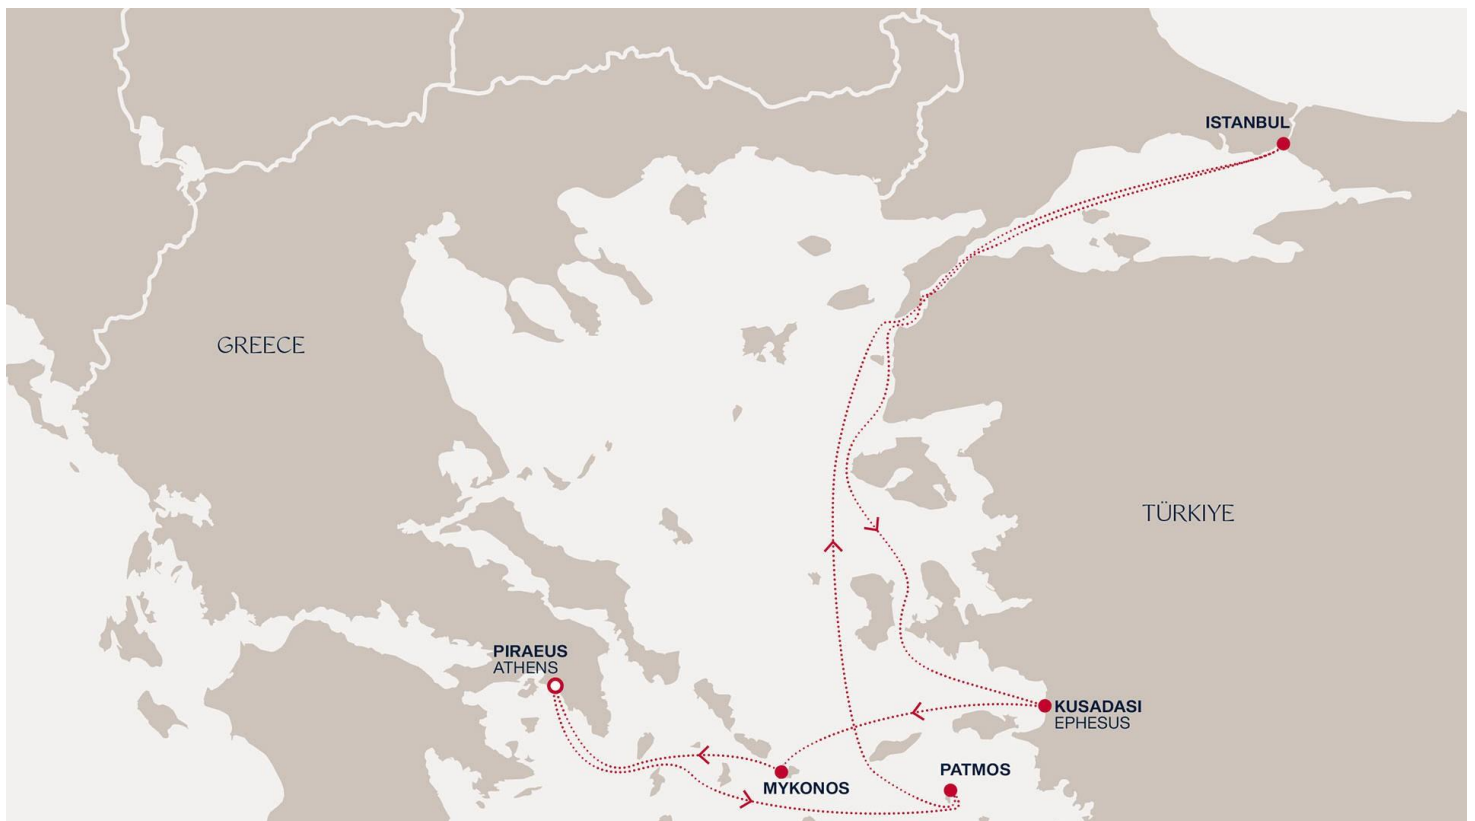 ISTANBUL
GREECE
TÜRKIYE
PIRAEUS
ATHENS
KUSADASI
EPHESUS
PATMOS
MYKONOS